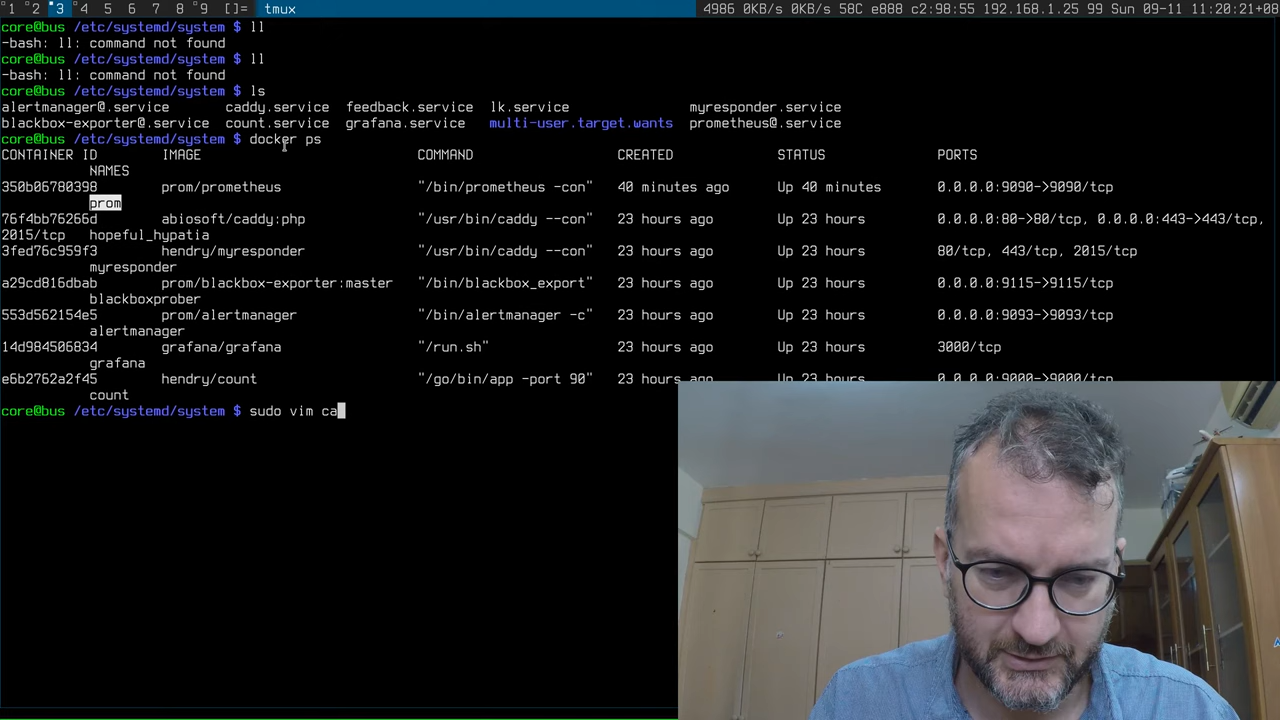 1 2 3 4 5 6 7 8 9 []= tmux 4986 0KB/s 0KB/s 58C e888 c2:98:55 192.168.1.25 99 Sun 09-11 11:20:21+08
core@bus /etc/systemd/system $ ll
-bash: ll: command not found
core@bus /etc/systemd/system $ ll
-bash: ll: command not found
core@bus /etc/systemd/system $ ls
alertmanager@.service caddy.service feedback.service lk.service myresponder.service
blackbox-exporter@.service count.service grafana.service multi-user.target.wants prometheus@.service
core@bus /etc/systemd/system $ docker ps
CONTAINER ID IMAGE COMMAND CREATED STATUS PORTS
NAMES
350b06780398 prom/prometheus "/bin/prometheus -con" 40 minutes ago Up 40 minutes 0.0.0.0:9090->9090/tcp
prom
76f4bb76266d abiosoft/caddy:php "/usr/bin/caddy --con" 23 hours ago Up 23 hours 0.0.0.0:80->80/tcp, 0.0.0.0:443->443/tcp,
2015/tcp hopeful_hypatia
3fed76c959f3 hendry/myresponder "/usr/bin/caddy --con" 23 hours ago Up 23 hours 80/tcp, 443/tcp, 2015/tcp
myresponder
a29cd816dbab prom/blackbox-exporter:master "/bin/blackbox_export" 23 hours ago Up 23 hours 0.0.0.0:9115->9115/tcp
blackboxprober
553d562154e5 prom/alertmanager "/bin/alertmanager -c" 23 hours ago Up 23 hours 0.0.0.0:9093->9093/tcp
alertmanager
14d984506834 grafana/grafana "/run.sh" 23 hours ago Up 23 hours 3000/tcp
grafana
e6b2762a2f45 hendry/count "/go/bin/app -port 90" 23 hours ago Up 23 hours 0.0.0.0:9000->9000/tcp
count
core@bus /etc/systemd/system $ sudo vim ca